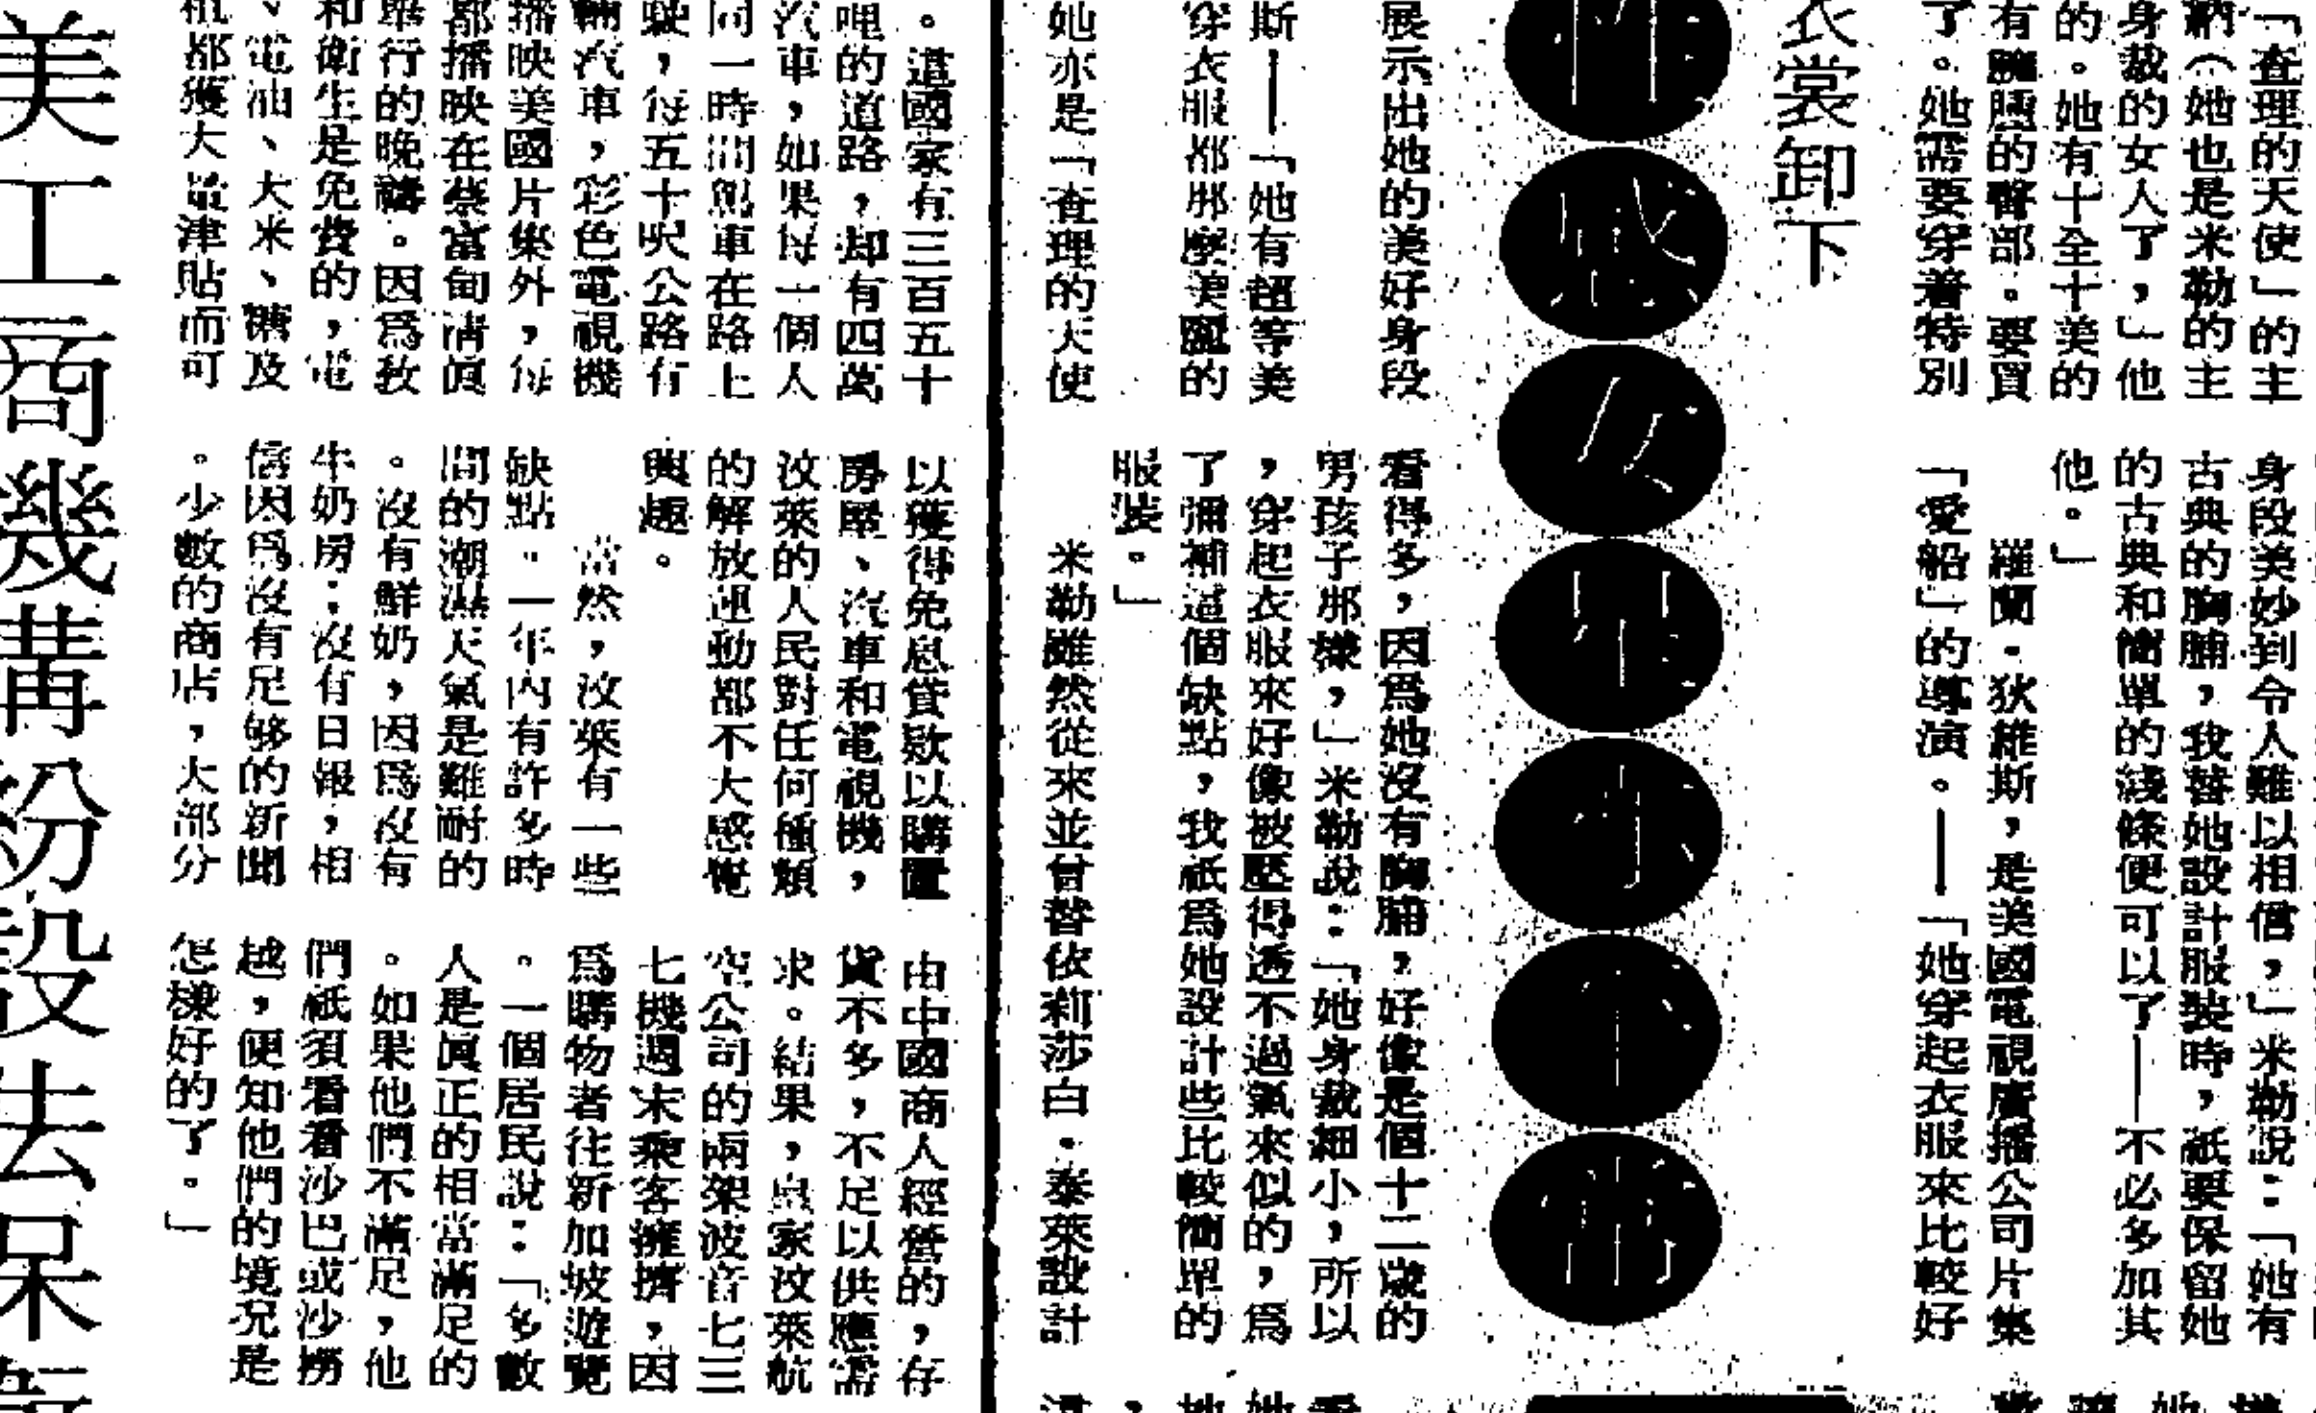 「查理的天使」的主
納（她也是米勒的主
身裁的女人了，」他
的。她有十全十美的
有腼腆的臀部。要買
了。她需要穿着特別
身段美妙到令人難以相信，」米勒說：「她有
古典的胸脯，我替她設計服裝時，祇要保留她
的古典和簡單的綫條便可以了——不必多加其
他。」
羅蘭·狄維斯，是美國電視廣播公司片集
「愛船」的導演。——「她穿起衣服來比較好
衣裳卸下
展示出她的美好身段
斯——「她有超等美
穿衣服都那麼美麗的
她亦是「查理的天使
看得多，因爲她沒有胸脯，好像是個十二歲的
男孩子那樣，」米勒說：「她身裁細小，所以
，穿起衣服來好像被壓得透不過氣來似的，爲
了彌補這個缺點，我祇爲她設計些比較簡單的
服裝。」
米勒雖然從來並曾替依莉莎白·泰萊設計
。這國家有三百五十
哩的道路，却有四萬
汽車，如果每一個人
同一時間駕車在路上
駛，每五十呎公路有
輛汽車，彩色電視機
播映美國片集外，每
都播映在蔡富甸清眞
舉行的晚禱。因爲敎
和衛生是免費的，電
、電油、大米、糖及
租都獲大量津貼而可
以獲得免息貸欵以購置
房屋、汽車和電視機，
汶萊的人民對任何種類
的解放運動都不大感覺
興趣。
當然，汶萊有一些
缺點。一年內有許多時
間的潮濕天氣是難耐的
。沒有鮮奶，因爲沒有
牛奶房；沒有日報，相
信因爲沒有足够的新聞
。少數的商店，大部分
由中國商人經營的，存
貨不多，不足以供應需
求。結果，皇家汶萊航
空公司的兩架波音七三
七機週末乘客擁擠，因
爲購物者往新加坡遊覽
。一個居民說：「多數
人是眞正的相當滿足的
。如果他們不滿足，他
們祇須看看沙巴或沙撈
越，便知他們的境況是
怎樣好的了。」
美工商機構紛設法保